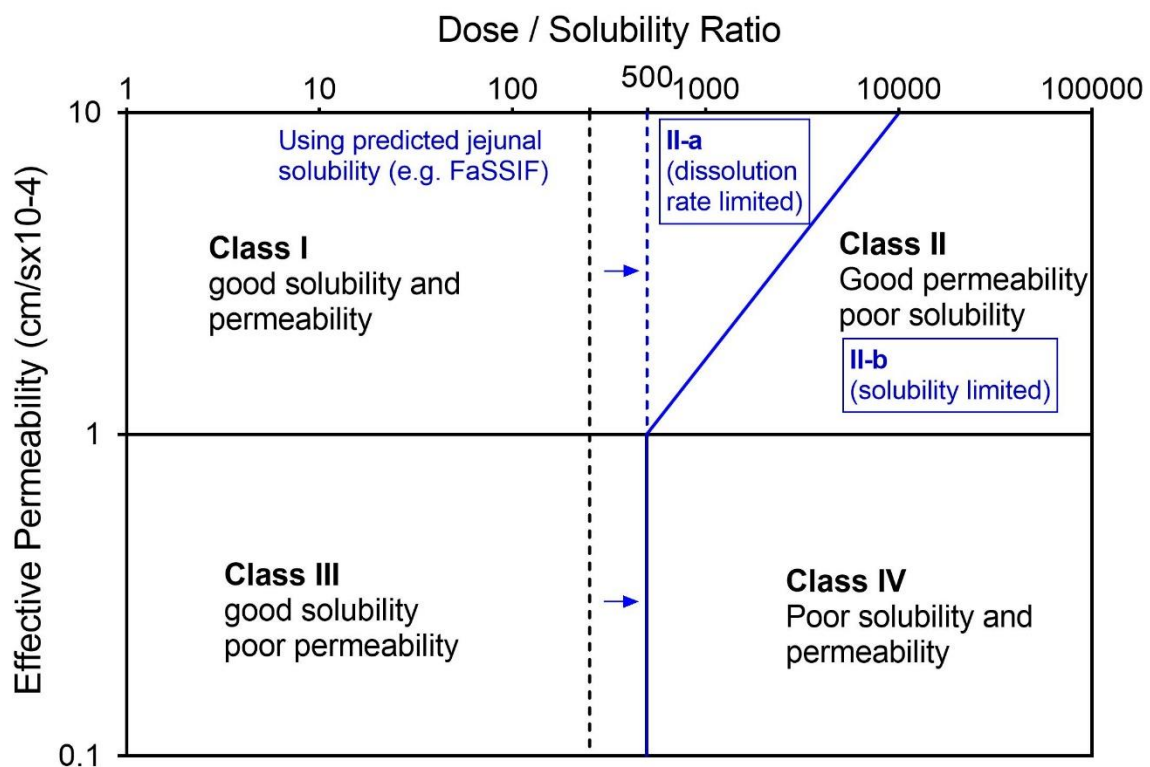 Dose / Solubility Ratio
1 10 100 500 1000 10000 100000
10
Using predicted jejunal
solubility (e.g. FaSSIF)
II-a
(dissolution
rate limited)
Class I
good solubility and
permeability
Class II
Good permeability
poor solubility
II-b
(solubility limited)
Effective Permeability (cm/sx10-4)
1
Class III
good solubility
poor permeability
Class IV
Poor solubility and
permeability
0.1